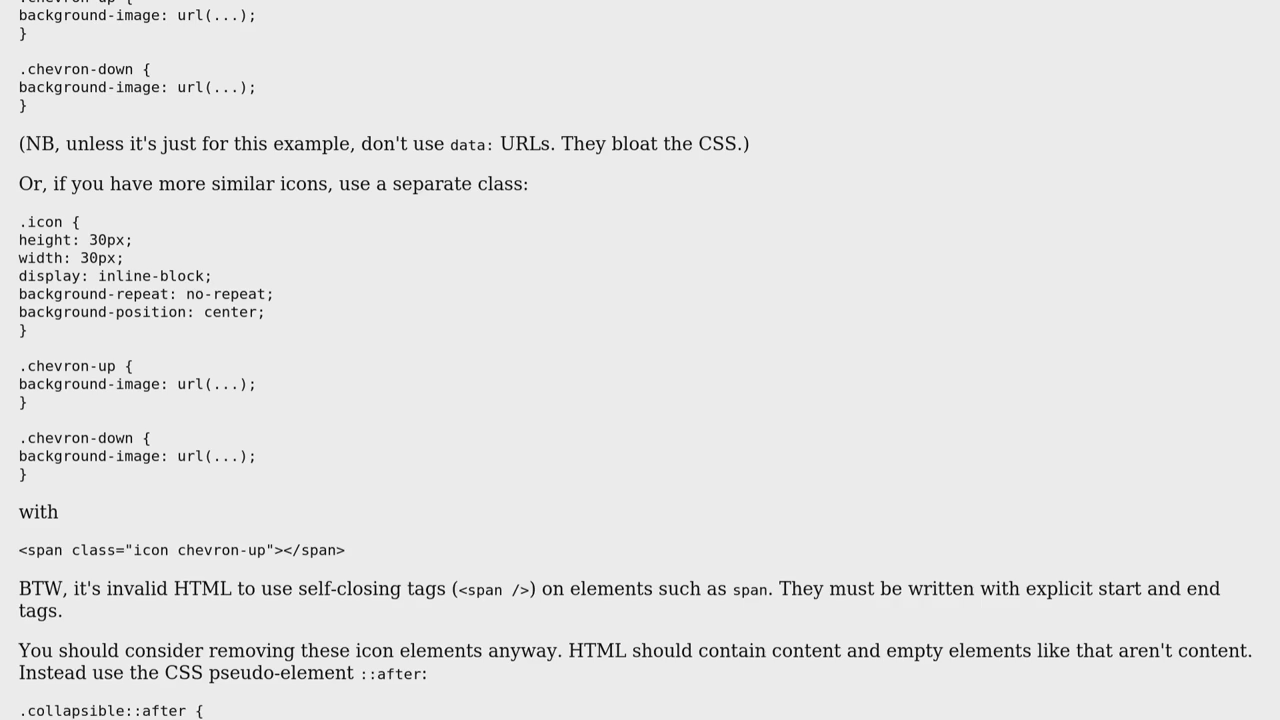 .chevron-up {
background-image: url(...);
}
.chevron-down {
background-image: url(...);
}
(NB, unless it's just for this example, don't use data: URLs. They bloat the CSS.)
Or, if you have more similar icons, use a separate class:
.icon {
height: 30px;
width: 30px;
display: inline-block;
background-repeat: no-repeat;
background-position: center;
}
.chevron-up {
background-image: url(...);
}
.chevron-down {
background-image: url(...);
}
with
<span class="icon chevron-up"></span>
BTW, it's invalid HTML to use self-closing tags (<span />) on elements such as span. They must be written with explicit start and end
tags.
You should consider removing these icon elements anyway. HTML should contain content and empty elements like that aren't content.
Instead use the CSS pseudo-element ::after:
.collapsible::after {